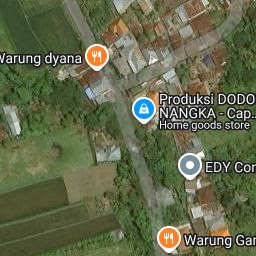 Warung dyana
Produksi DODO
NANGKA - Cap...
Home goods store
EDY Con
Warung Gar